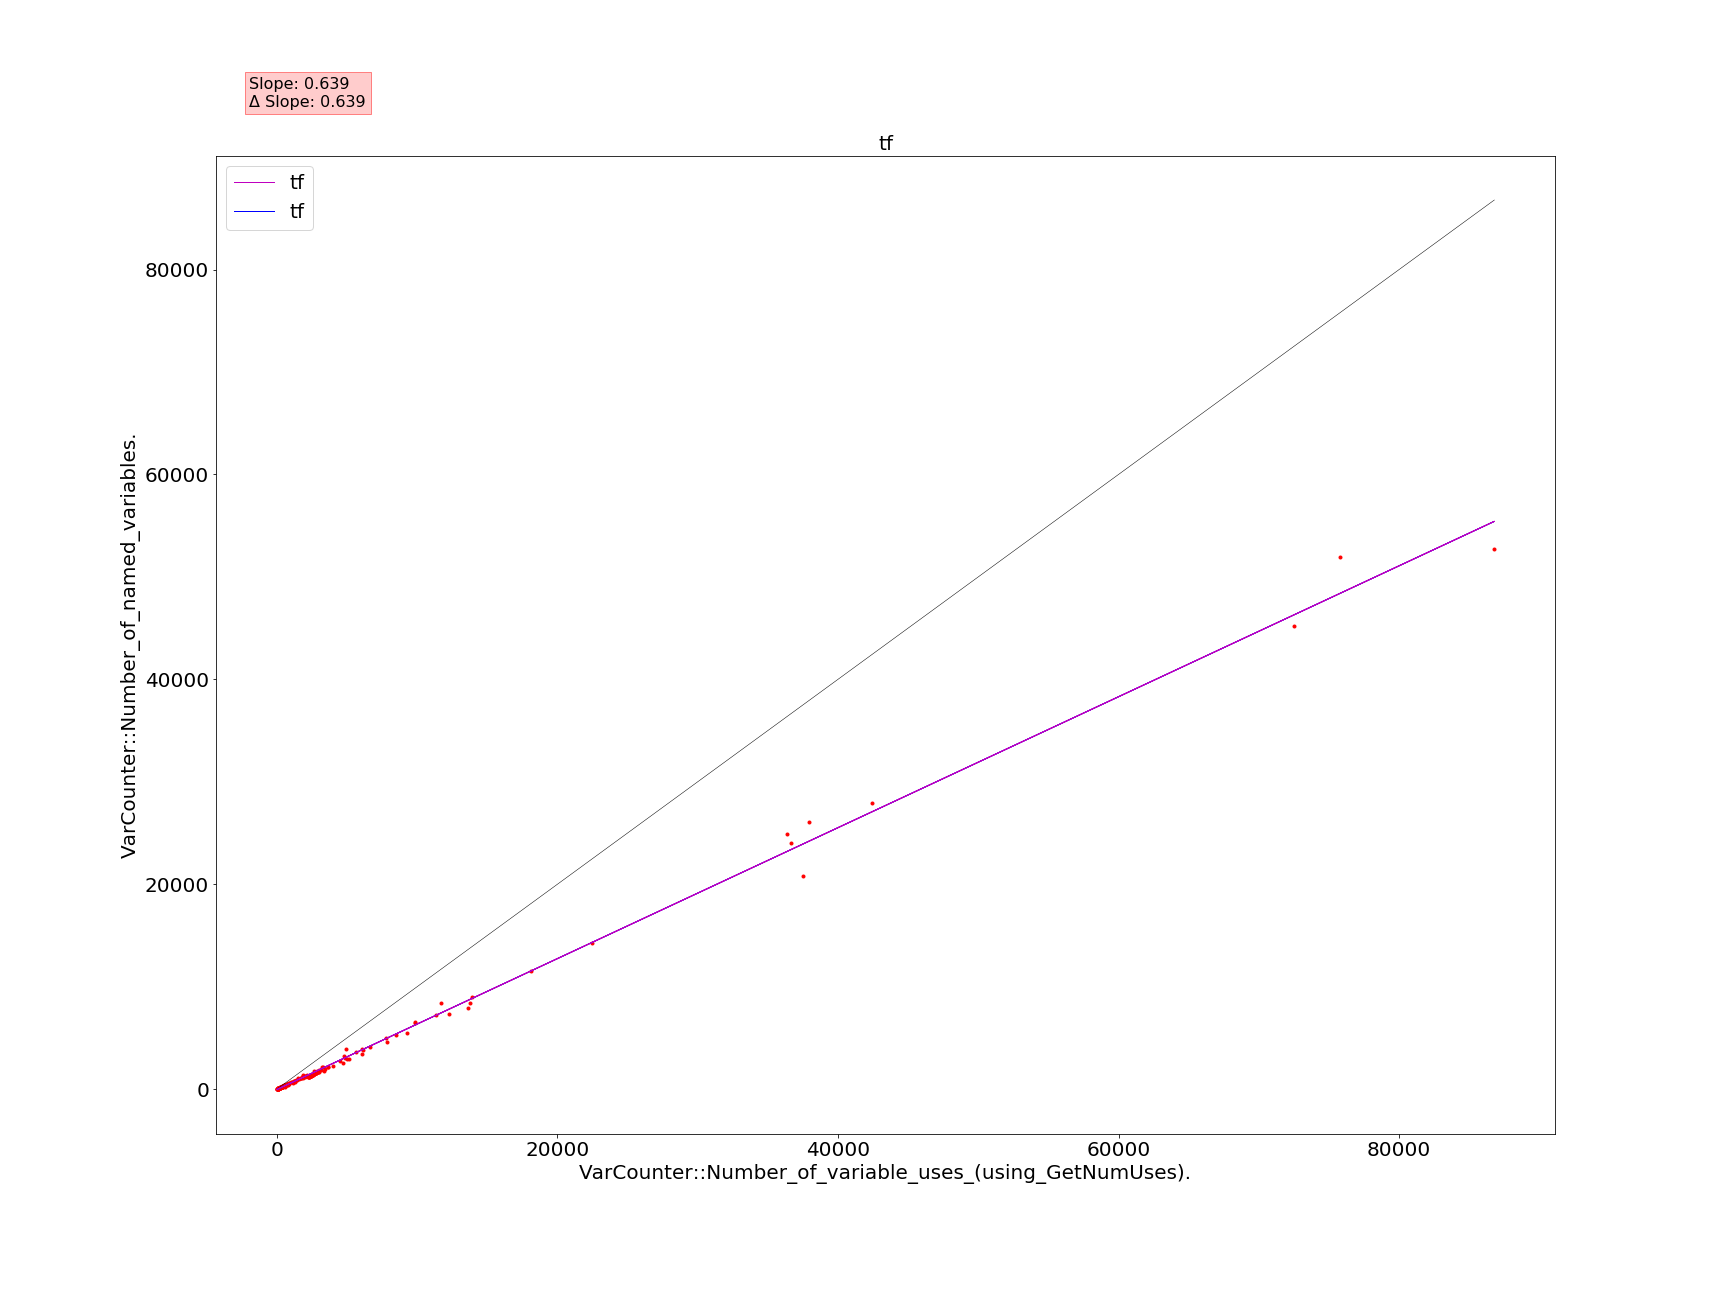 Slope: 0.639
Δ Slope: 0.639
tf
tf
tf
80000
60000
40000
20000
0
VarCounter::Number_of_named_variables.
0 20000 40000 60000 80000
VarCounter::Number_of_variable_uses_(using_GetNumUses).